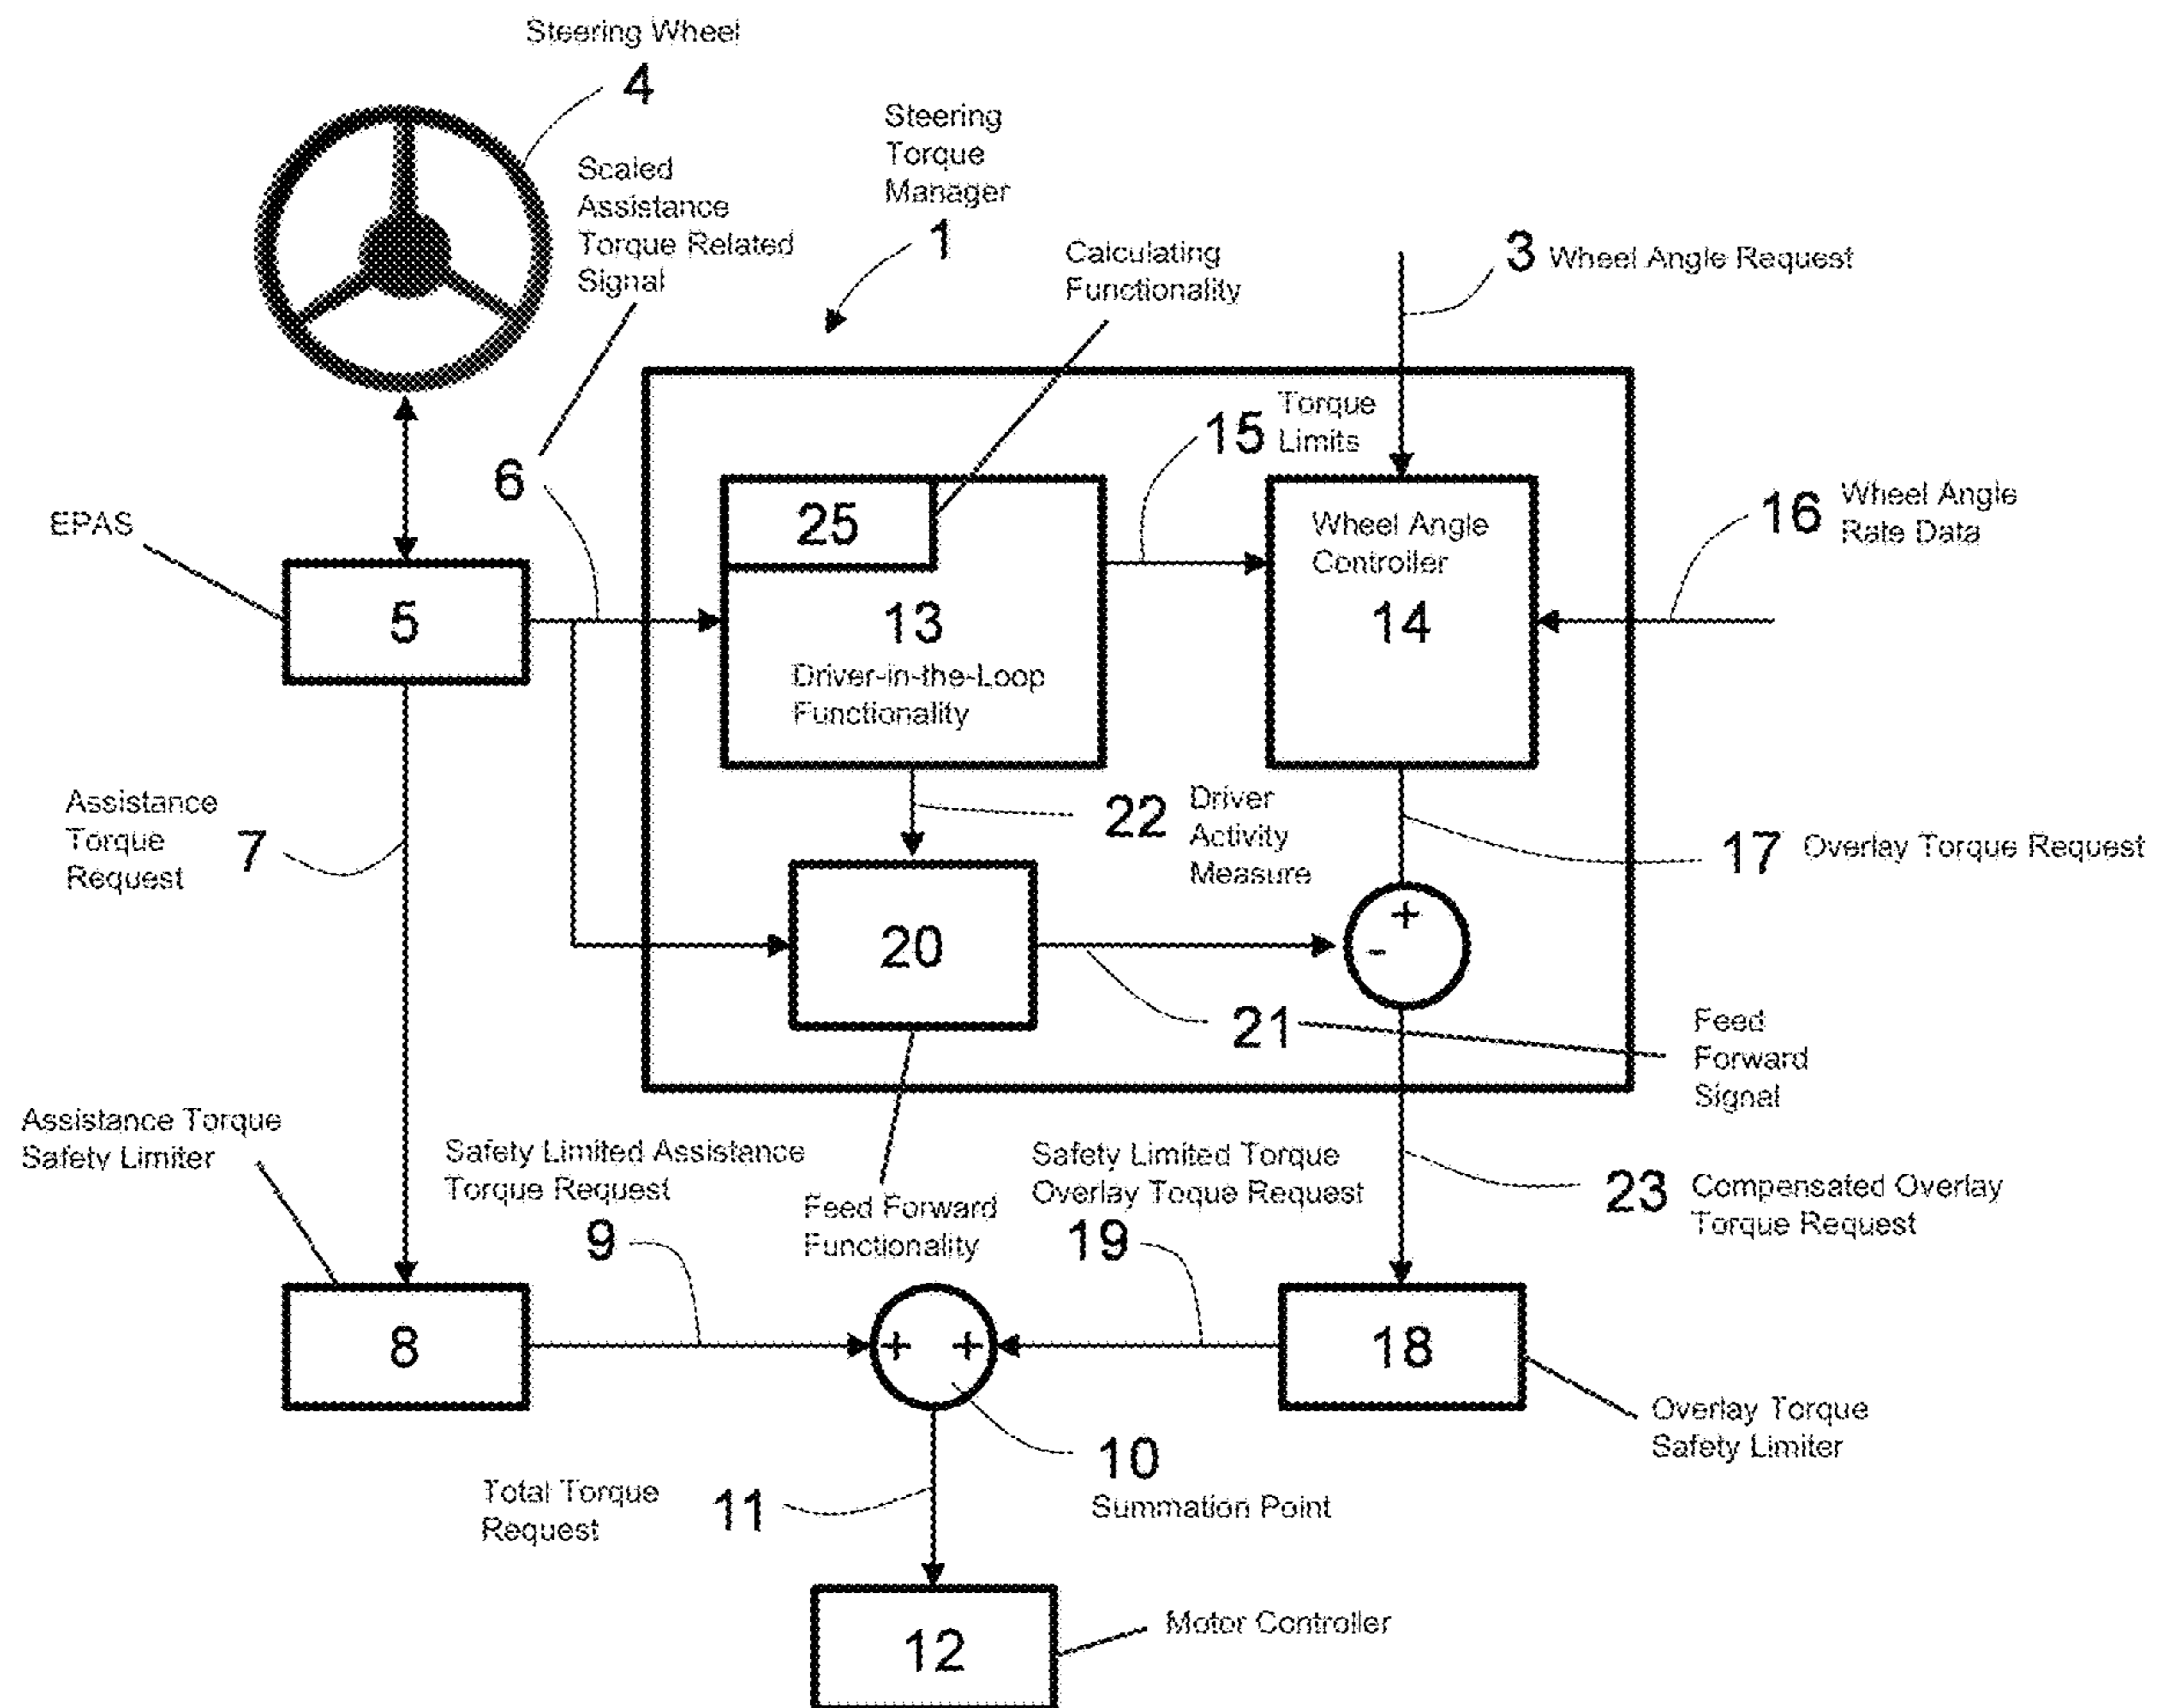 Steering Wheel
4
Scaled
Assistance
Torque Related
Signal
6
Steering
Torque
Manager
1
Calculating
Functionality
3 Wheel Angle Request
15 Torque
Limits
16 Wheel Angle
Rate Data
EPAS
5
25
13
Driver-in-the-Loop
Functionality
Wheel Angle
Controller
14
Assistance
Torque
Request
7
22 Driver
Activity
Measure
17 Overlay Torque Request
20
+
-
21
Feed
Forward
Signal
Assistance Torque
Safety Limiter
Safety Limited Assistance
Torque Request
9
Feed Forward
Functionality
Safety Limited Torque
Overlay Toque Request
19
23 Compensated Overlay
Torque Request
8
+ +
18
Overlay Torque
Safety Limiter
10
Summation Point
Total Torque
Request
11
12
Motor Controller